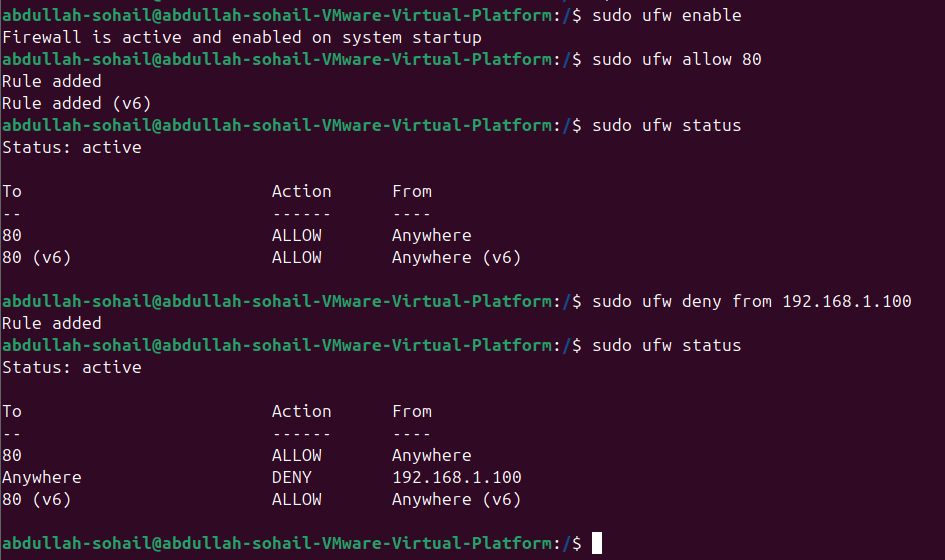 abdullah-sohail@abdullah-sohail-VMware-Virtual-Platform:/$ sudo ufw enable
Firewall is active and enabled on system startup
abdullah-sohail@abdullah-sohail-VMware-Virtual-Platform:/$ sudo ufw allow 80
Rule added
Rule added (v6)
abdullah-sohail@abdullah-sohail-VMware-Virtual-Platform:/$ sudo ufw status
Status: active

To                         Action      From
--                         ------      ----
80                         ALLOW       Anywhere
80 (v6)                    ALLOW       Anywhere (v6)

abdullah-sohail@abdullah-sohail-VMware-Virtual-Platform:/$ sudo ufw deny from 192.168.1.100
Rule added
abdullah-sohail@abdullah-sohail-VMware-Virtual-Platform:/$ sudo ufw status
Status: active

To                         Action      From
--                         ------      ----
80                         ALLOW       Anywhere
Anywhere                   DENY        192.168.1.100
80 (v6)                    ALLOW       Anywhere (v6)

abdullah-sohail@abdullah-sohail-VMware-Virtual-Platform:/$